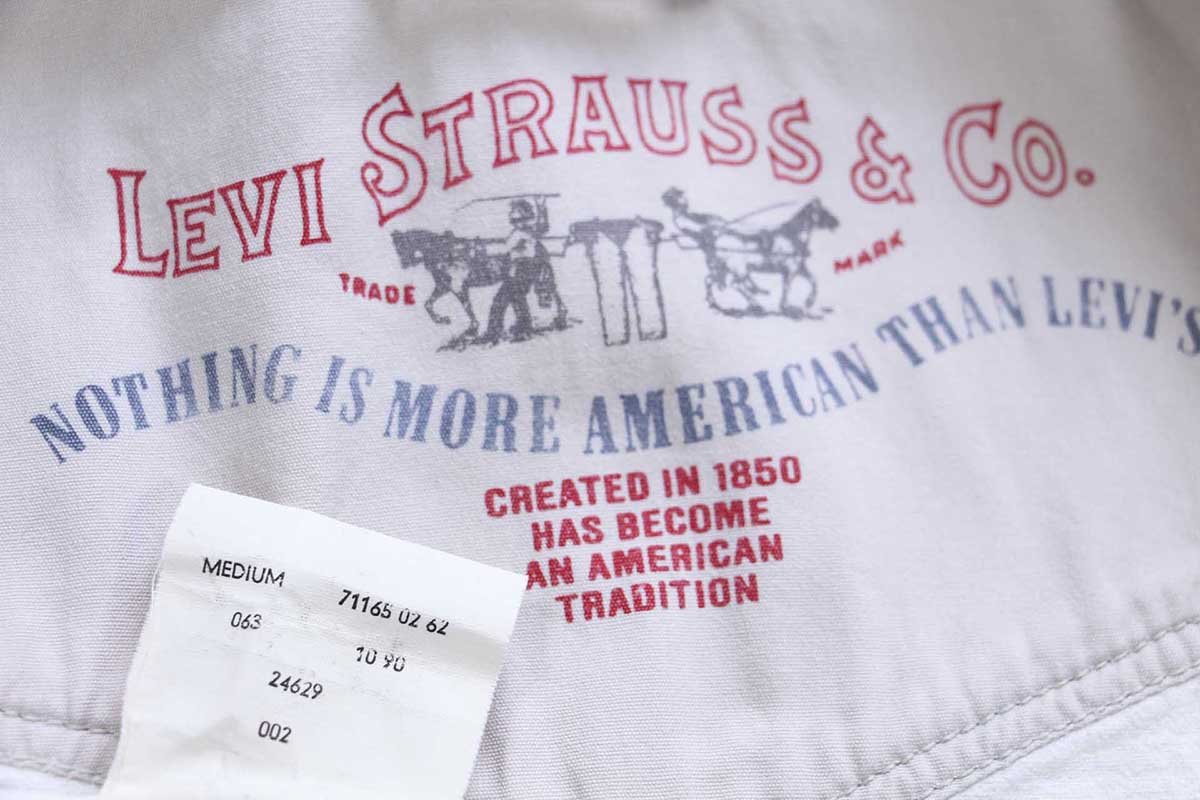 LEVI STRAUSS & CO.
TRADE MARK
NOTHING IS MORE AMERICAN THAN LEVI'S
CREATED IN 1850
HAS BECOME
AN AMERICAN
TRADITION
MEDIUM 71165 02 62
063 10 90
24629
002